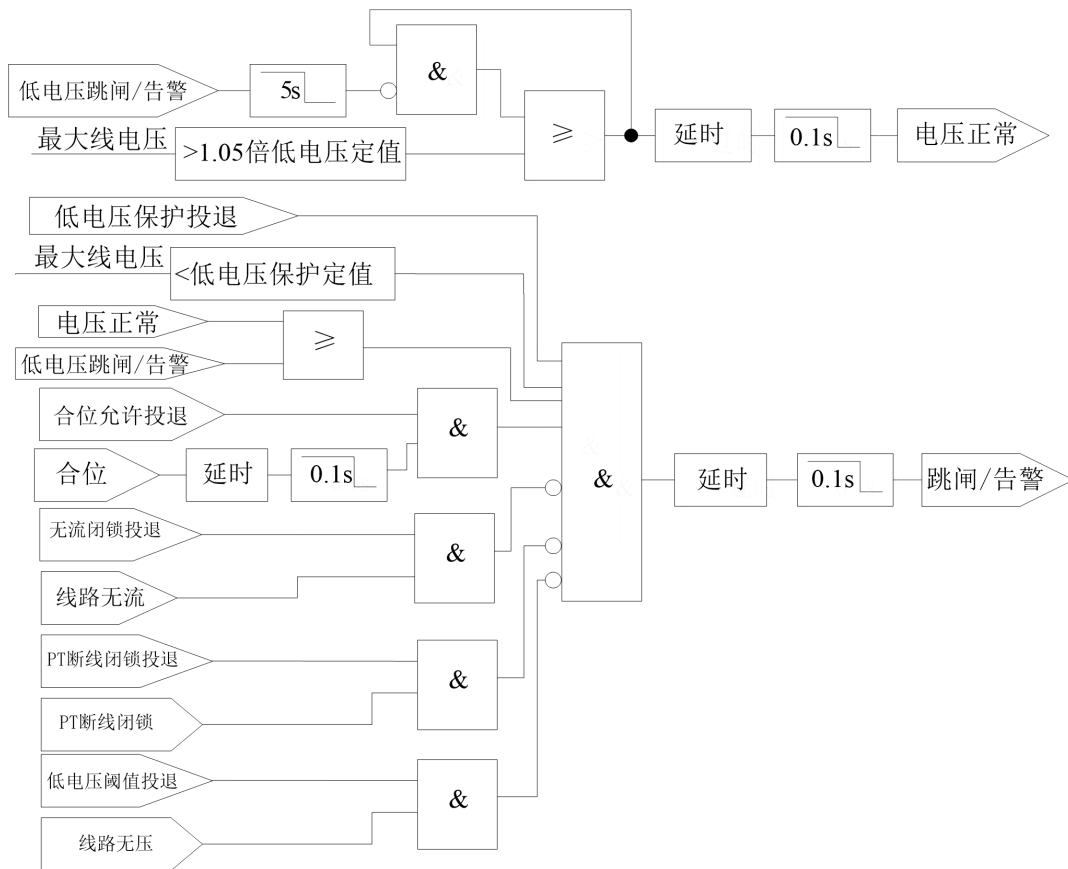 &
低电压跳闸/告警
5s
最大线电压
>1.05倍低电压定值
≥
延时
0.1s
电压正常
低电压保护投退
最大线电压
<低电压保护定值
电压正常
低电压跳闸/告警
≥
合位允许投退
合位
延时
0.1s
&
无流闭锁投退
线路无流
&
PT断线闭锁投退
PT断线闭锁
&
低电压阈值投退
线路无压
&
&
延时
0.1s
跳闸/告警